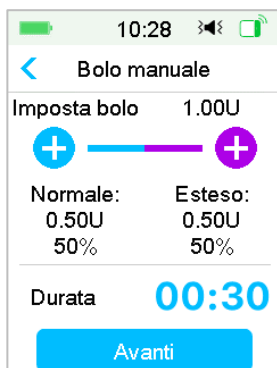 10:28
Bolo manuale
Imposta bolo 1.00U
Normale: Esteso:
0.50U 0.50U
50% 50%
Durata 00:30
Avanti